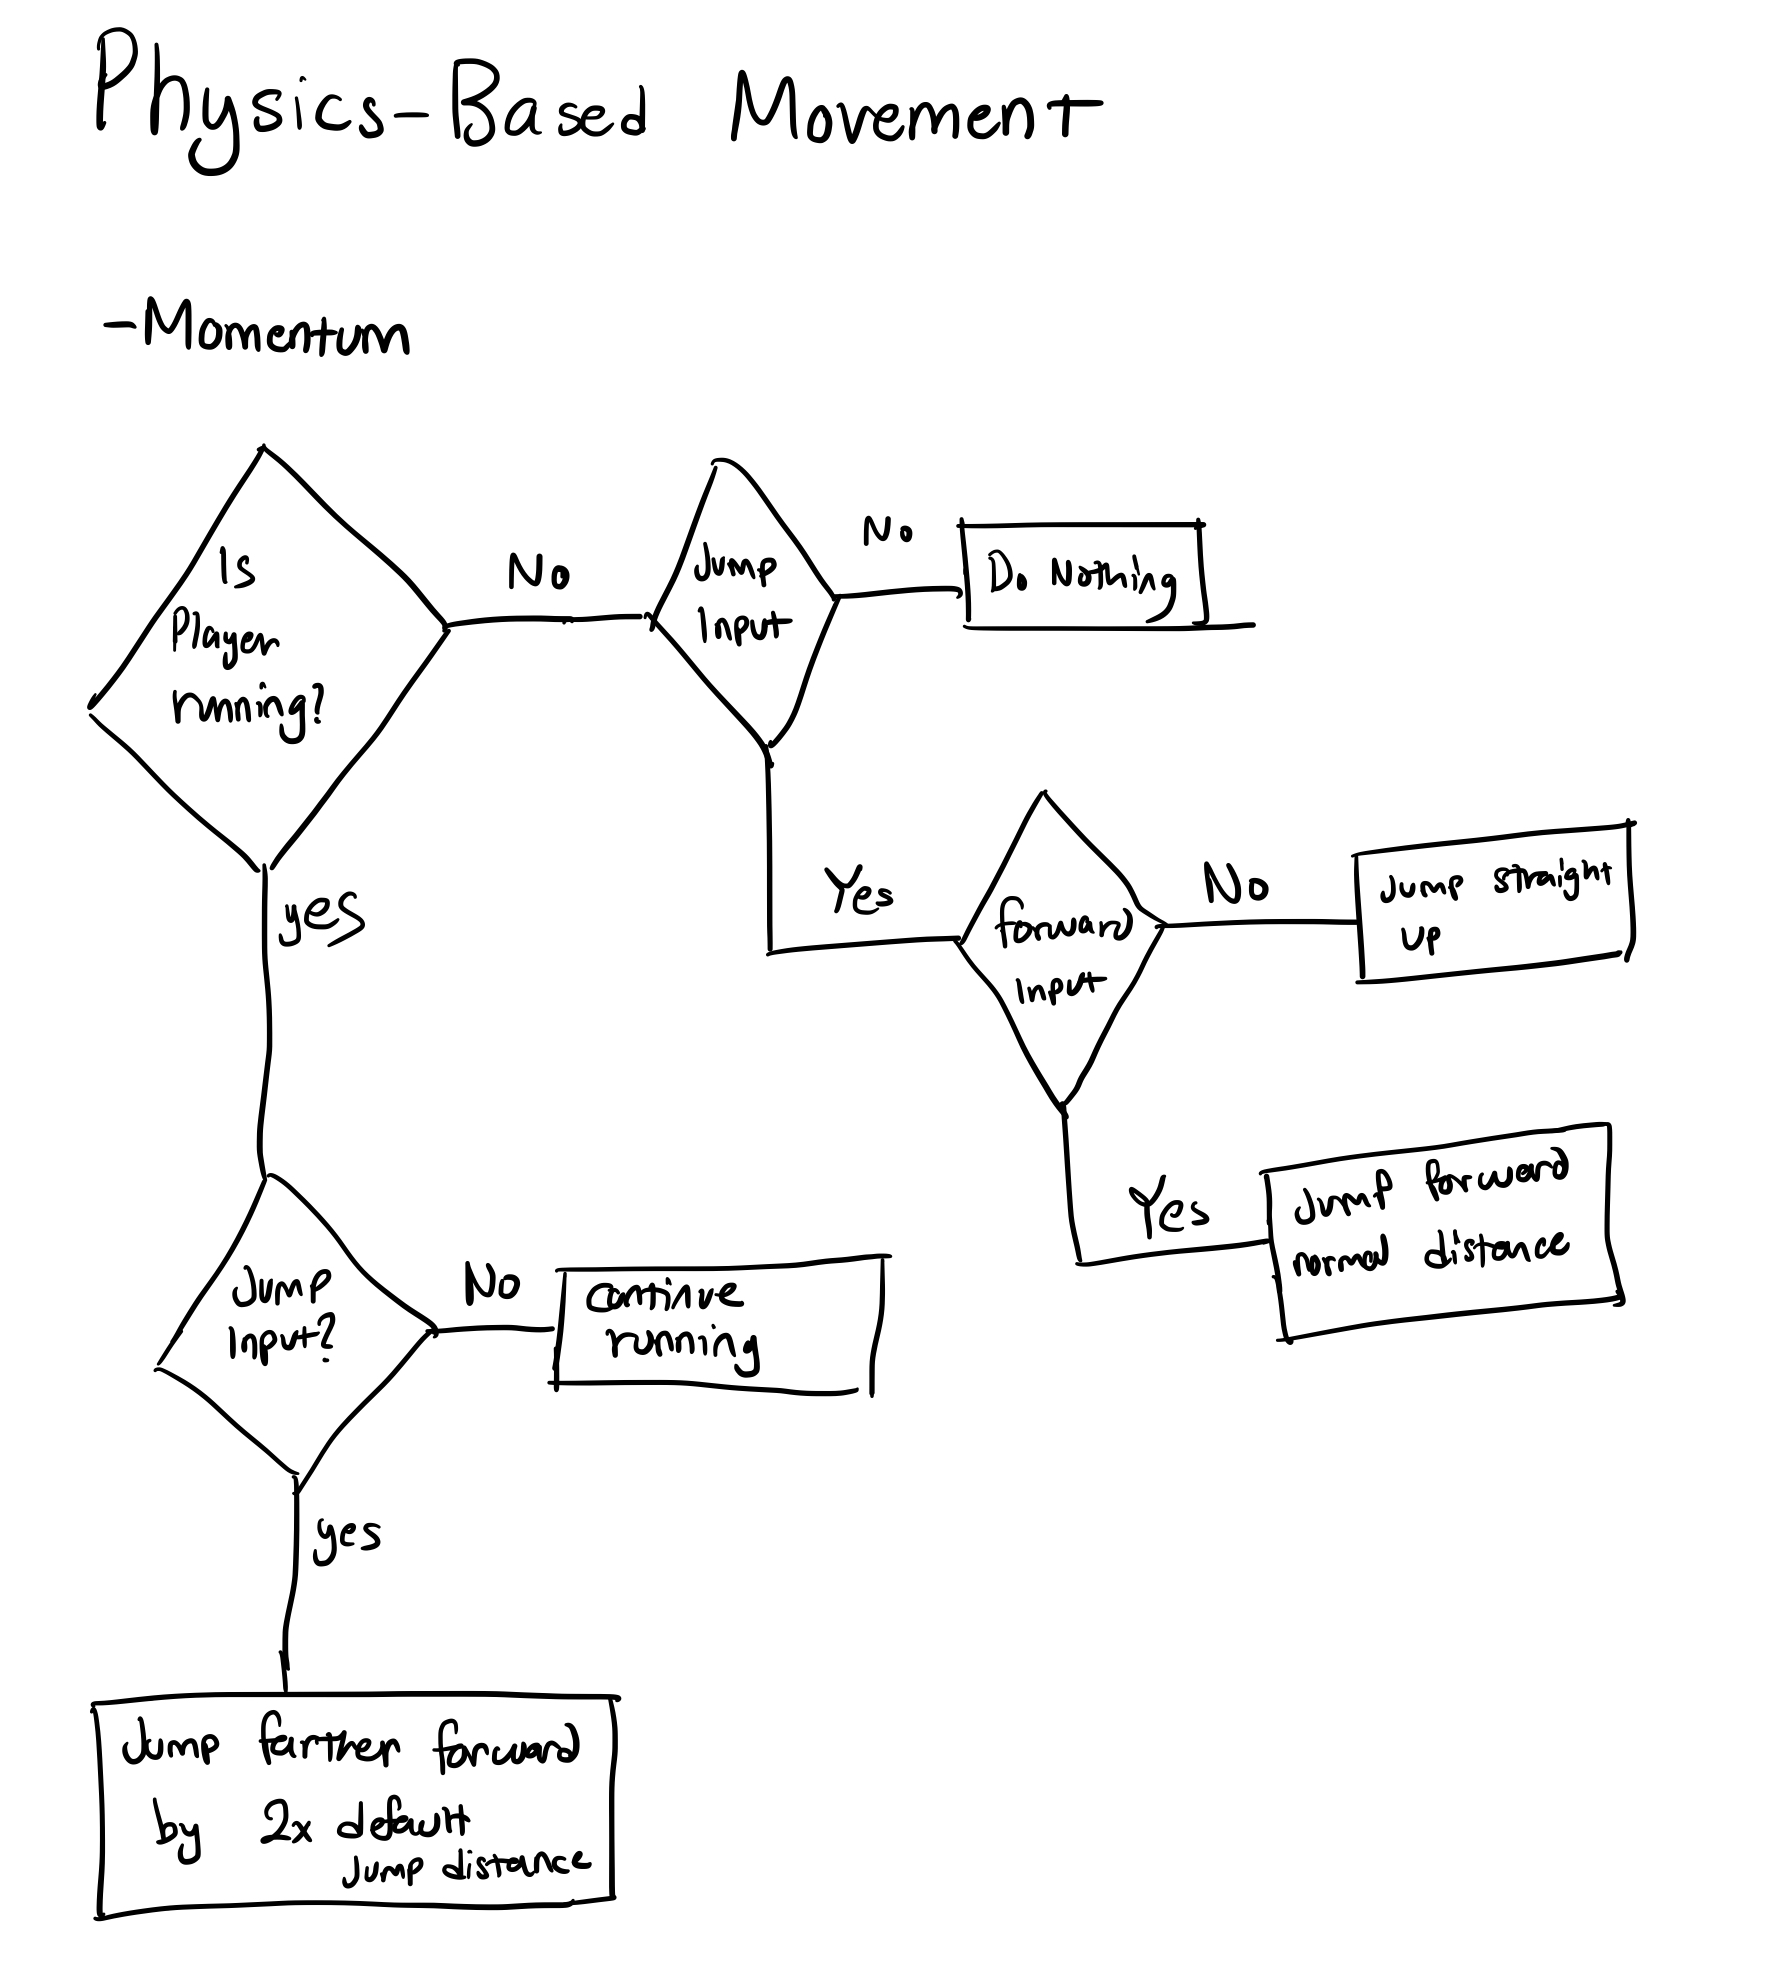 Physics-Based Movement
-Momentum
Is
Player
running?
No
Jump
Input
No
Do Nothing
yes
Yes
forward
Input
No
Jump straight
up
Yes
Jump forward
normal distance
Jump
Input?
No
continue
running
yes
Jump farther forward
by 2x default
Jump distance